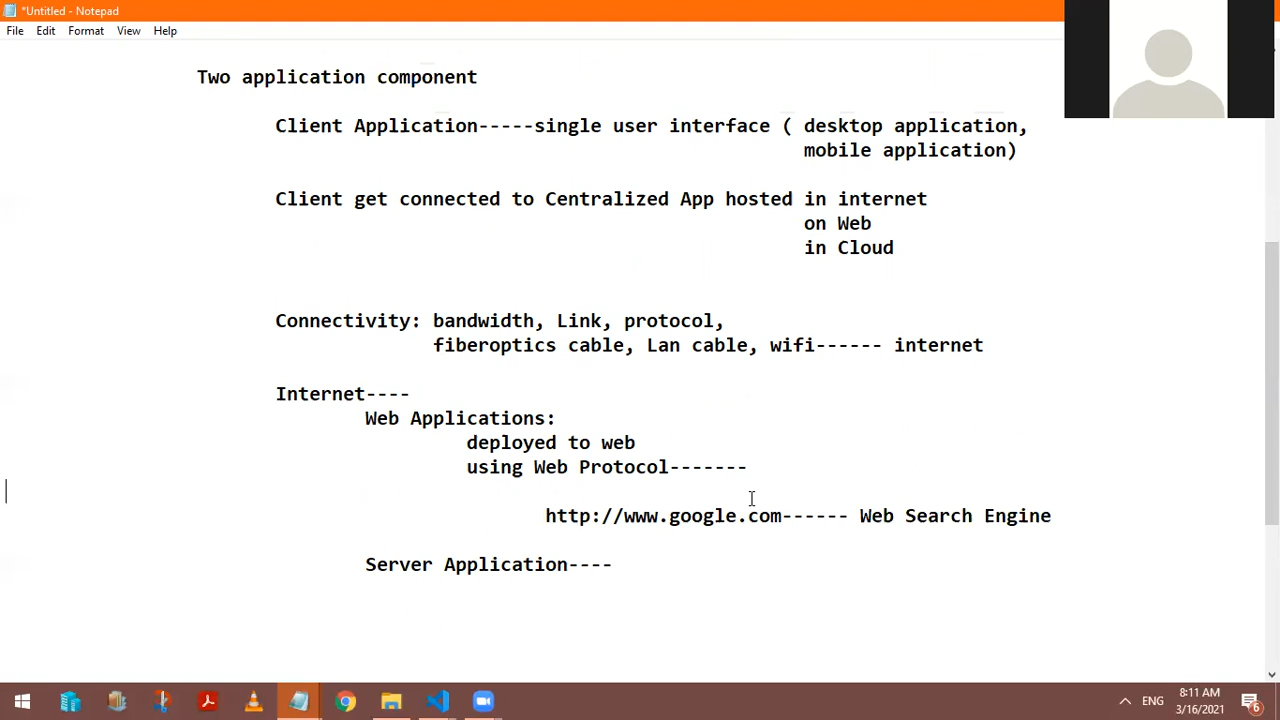 *Untitled - Notepad
File Edit Format View Help
Two application component
Client Application-----single user interface ( desktop application,
mobile application)
Client get connected to Centralized App hosted in internet
on Web
in Cloud
Connectivity: bandwidth, Link, protocol,
fiberoptics cable, Lan cable, wifi------ internet
Internet----
Web Applications:
deployed to web
using Web Protocol-------
http://www.google.com------ Web Search Engine
Server Application----
ENG
8:11 AM
3/16/2021
6